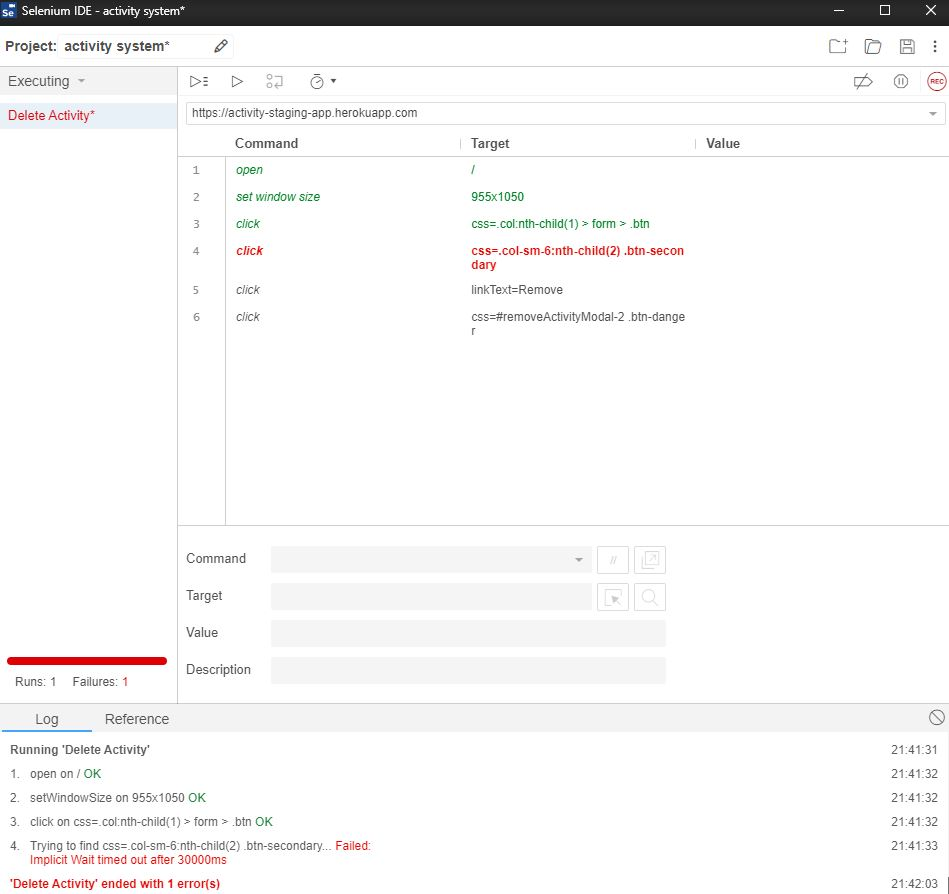 Se Selenium IDE - activity system*
Project: activity system*
Executing
REC
Delete Activity*
https://activity-staging-app.herokuapp.com
Command Target Value
1 open /
2 set window size 955x1050
3 click css=.col:nth-child(1) > form > .btn
4 click css=.col-sm-6:nth-child(2) .btn-secon
dary
5 click linkText=Remove
6 click css=#removeActivityModal-2 .btn-dange
r
Command //
Target
Value
Description
Runs: 1 Failures: 1
Log Reference
Running 'Delete Activity' 21:41:31
1. open on / OK 21:41:32
2. setWindowSize on 955x1050 OK 21:41:32
3. click on css=.col:nth-child(1) > form > .btn OK 21:41:32
4. Trying to find css=.col-sm-6:nth-child(2) .btn-secondary... Failed: 21:41:33
Implicit Wait timed out after 30000ms
'Delete Activity' ended with 1 error(s) 21:42:03